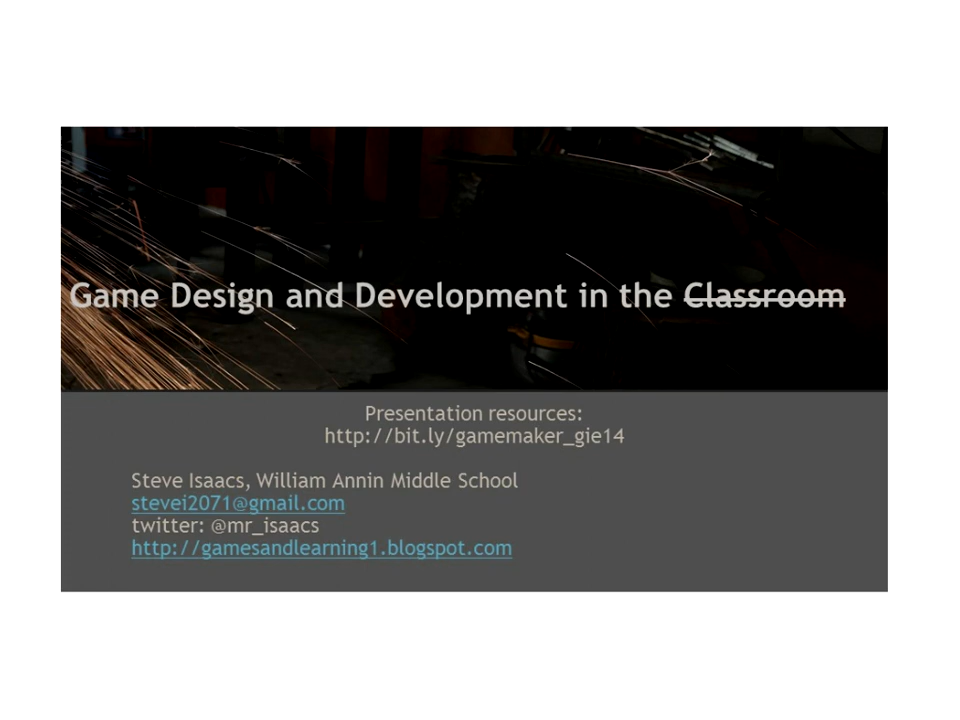 Game Design and Development in the Classroom
Presentation resources:
http://bit.ly/gamemaker_gie14
Steve Isaacs, William Annin Middle School
stevei2071@gmail.com
twitter: @mr_isaacs
http://gamesandlearning1.blogspot.com